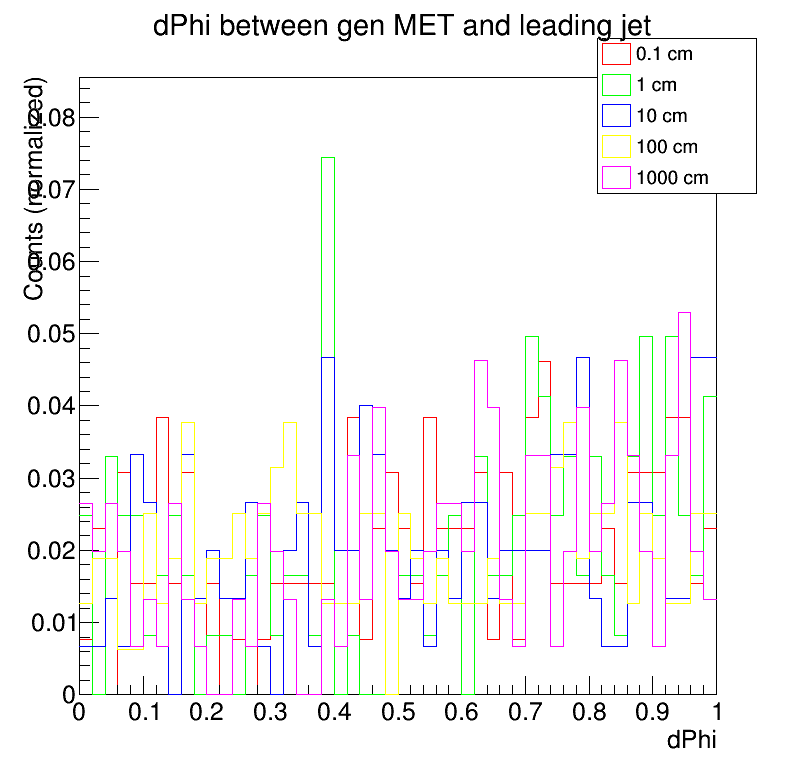 dPhi between gen MET and leading jet
0.1 cm
1 cm
10 cm
100 cm
1000 cm
Counts (normalized)
0.08
0.07
0.06
0.05
0.04
0.03
0.02
0.01
0
0 0.1 0.2 0.3 0.4 0.5 0.6 0.7 0.8 0.9 1
dPhi